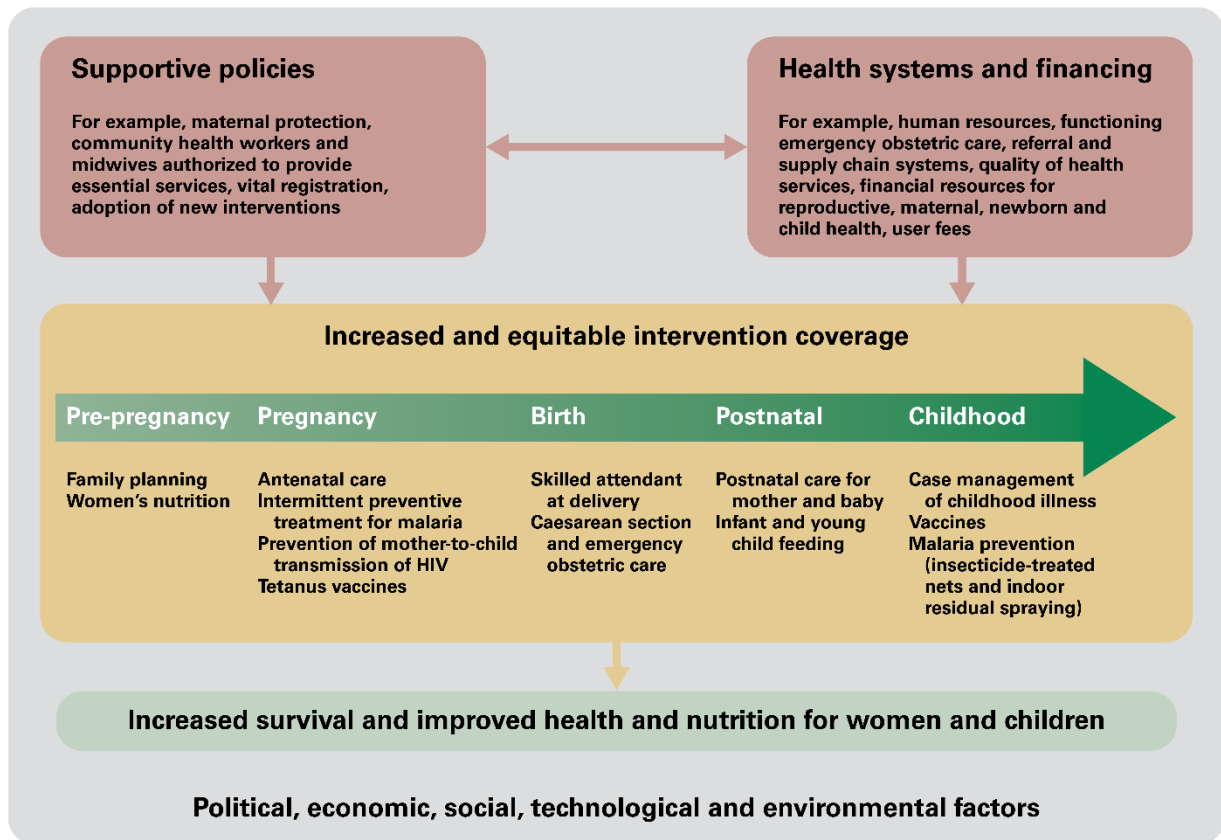 Supportive policies
For example, maternal protection,
community health workers and
midwives authorized to provide
essential services, vital registration,
adoption of new interventions
Health systems and financing
For example, human resources, functioning
emergency obstetric care, referral and
supply chain systems, quality of health
services, financial resources for
reproductive, maternal, newborn and
child health, user fees
Increased and equitable intervention coverage
Pre-pregnancy
Family planning
Women's nutrition
Pregnancy
Antenatal care
Intermittent preventive
treatment for malaria
Prevention of mother-to-child
transmission of HIV
Tetanus vaccines
Birth
Skilled attendant
at delivery
Caesarean section
and emergency
obstetric care
Postnatal
Postnatal care for
mother and baby
Infant and young
child feeding
Childhood
Case management
of childhood illness
Vaccines
Malaria prevention
(insecticide-treated
nets and indoor
residual spraying)
Increased survival and improved health and nutrition for women and children
Political, economic, social, technological and environmental factors